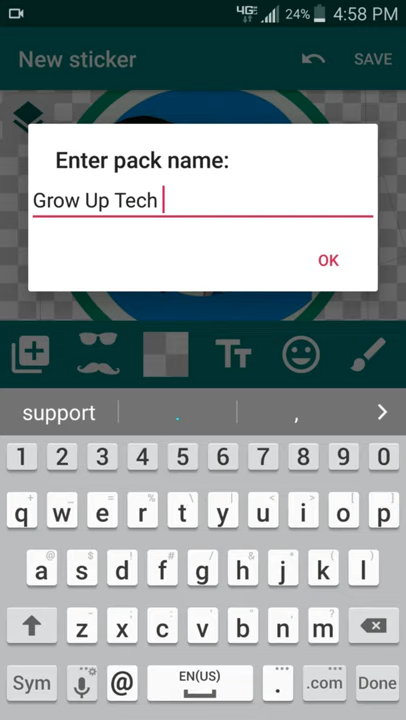 4G 24% 4:58 PM
New sticker SAVE
Enter pack name:
Grow Up Tech
OK
Tт
support . , >
1 2 3 4 5 6 7 8 9 0
q w e r t y u i o p
a s d f g h j k l
z x c v b n m
Sym @ EN(US) . .com Done